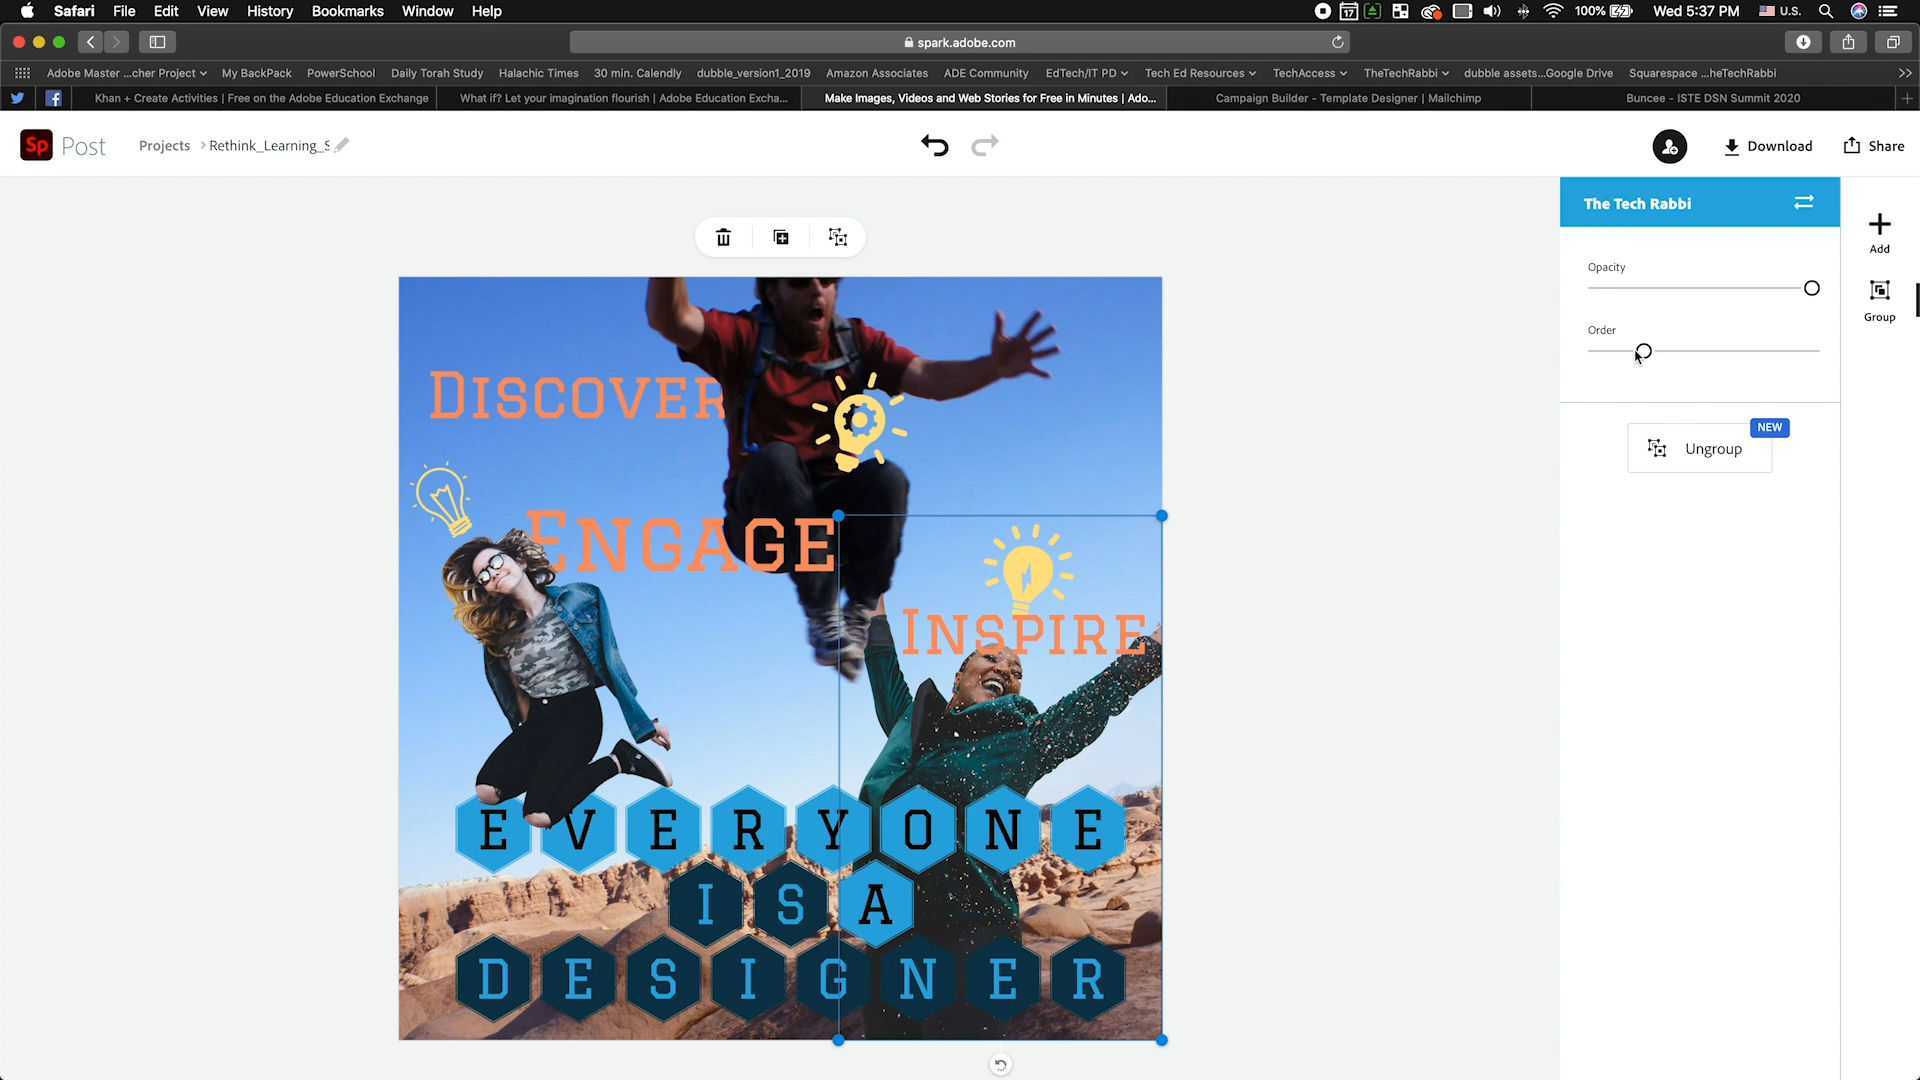 Safari File Edit View History Bookmarks Window Help 17 100% Wed 5:37 PM U.S.
spark.adobe.com
Adobe Master ...cher Project My BackPack PowerSchool Daily Torah Study Halachic Times 30 min. Calendly dubble_version1_2019 Amazon Associates ADE Community EdTech/IT PD Tech Ed Resources TechAccess TheTechRabbi dubble assets...Google Drive Squarespace ...heTechRabbi
Khan + Create Activities | Free on the Adobe Education Exchange What if? Let your imagination flourish | Adobe Education Excha... Make Images, Videos and Web Stories for Free in Minutes | Ado... Campaign Builder - Template Designer | Mailchimp Buncee - ISTE DSN Summit 2020
Sp Post Projects > Rethink_Learning_S Download Share
The Tech Rabbi
Add
Opacity
Group
Order
NEW
Ungroup
DISCOVER
ENGAGE
INSPIRE
EVERYONE
IS A
DESIGNER